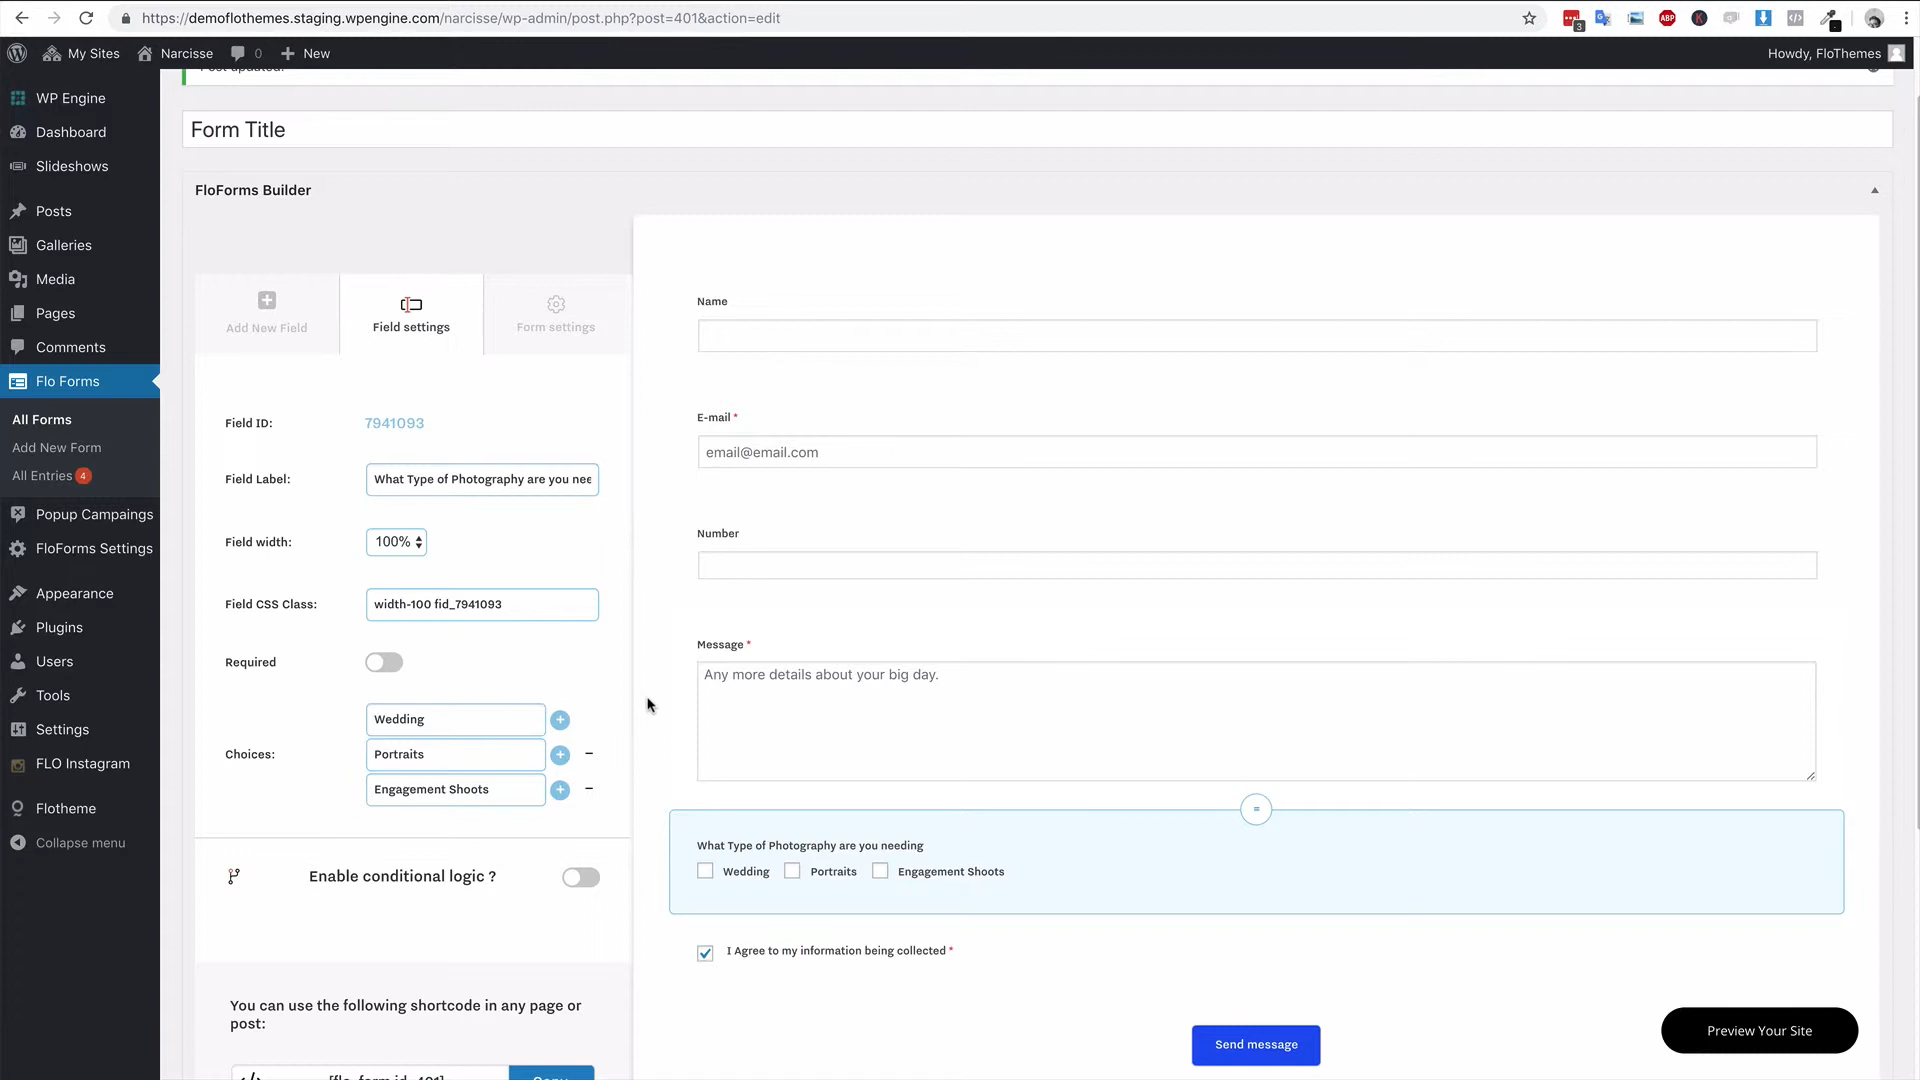 https://demoflothemes.staging.wpengine.com/narcisse/wp-admin/post.php?post=401&action=edit
3
ABP
K
My Sites
Narcisse
0
New
Howdy, FloThemes
Post updated.
WP Engine
Dashboard
Slideshows
Posts
Galleries
Media
Pages
Comments
Flo Forms
All Forms
Add New Form
All Entries 4
Popup Campaings
FloForms Settings
Appearance
Plugins
Users
Tools
Settings
FLO Instagram
Flotheme
Collapse menu
Form Title
FloForms Builder
Add New Field
Field settings
Form settings
Field ID:
7941093
Field Label:
What Type of Photography are you nee
Field width:
100%
Field CSS Class:
width-100 fid_7941093
Required
Choices:
Wedding
Portraits
Engagement Shoots
Enable conditional logic ?
You can use the following shortcode in any page or
post:
Name
E-mail *
email@email.com
Number
Message *
Any more details about your big day.
What Type of Photography are you needing
Wedding
Portraits
Engagement Shoots
I Agree to my information being collected *
Send message
Preview Your Site